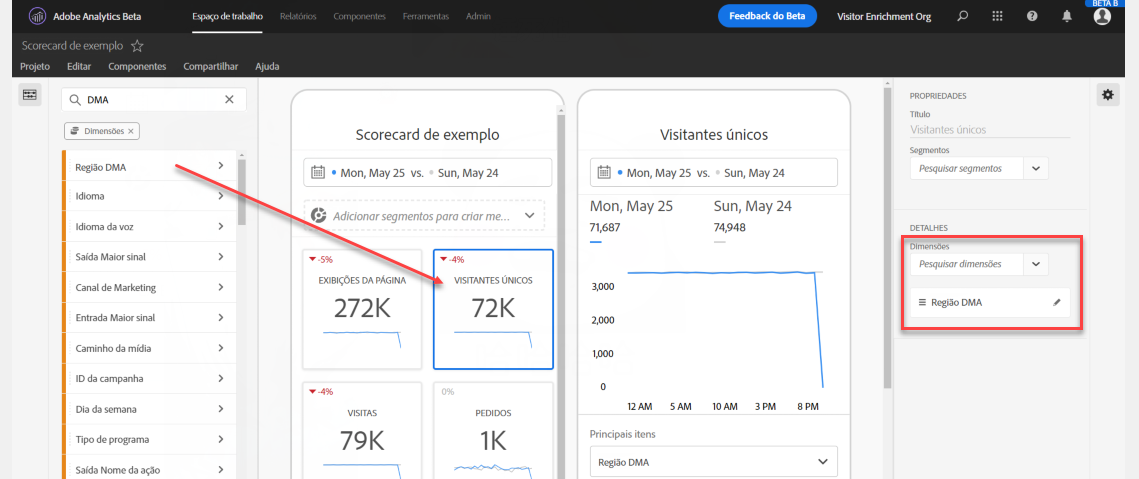 Adobe Analytics Beta
Espaço de trabalho
Relatórios
Componentes
Ferramentas
Admin
Feedback do Beta
Visitor Enrichment Org
BETA B
Scorecard de exemplo
Projeto
Editar
Componentes
Compartilhar
Ajuda
DMA
Dimensões ×
Região DMA
Idioma
Idioma da voz
Saída Maior sinal
Canal de Marketing
Entrada Maior sinal
Caminho da mídia
ID da campanha
Dia da semana
Tipo de programa
Saída Nome da ação
Scorecard de exemplo
Mon, May 25 vs. Sun, May 24
Adicionar segmentos para criar me...
-5%
EXIBIÇÕES DA PÁGINA
272K
-4%
VISITANTES ÚNICOS
72K
-4%
VISITAS
79K
0%
PEDIDOS
1K
Visitantes únicos
Mon, May 25 vs. Sun, May 24
Mon, May 25
Sun, May 24
71,687
74,948
3,000
2,000
1,000
0
12 AM 5 AM 10 AM 3 PM 8 PM
Principais itens
Região DMA
PROPRIEDADES
Título
Visitantes únicos
Segmentos
Pesquisar segmentos
DETALHES
Dimensões
Pesquisar dimensões
Região DMA